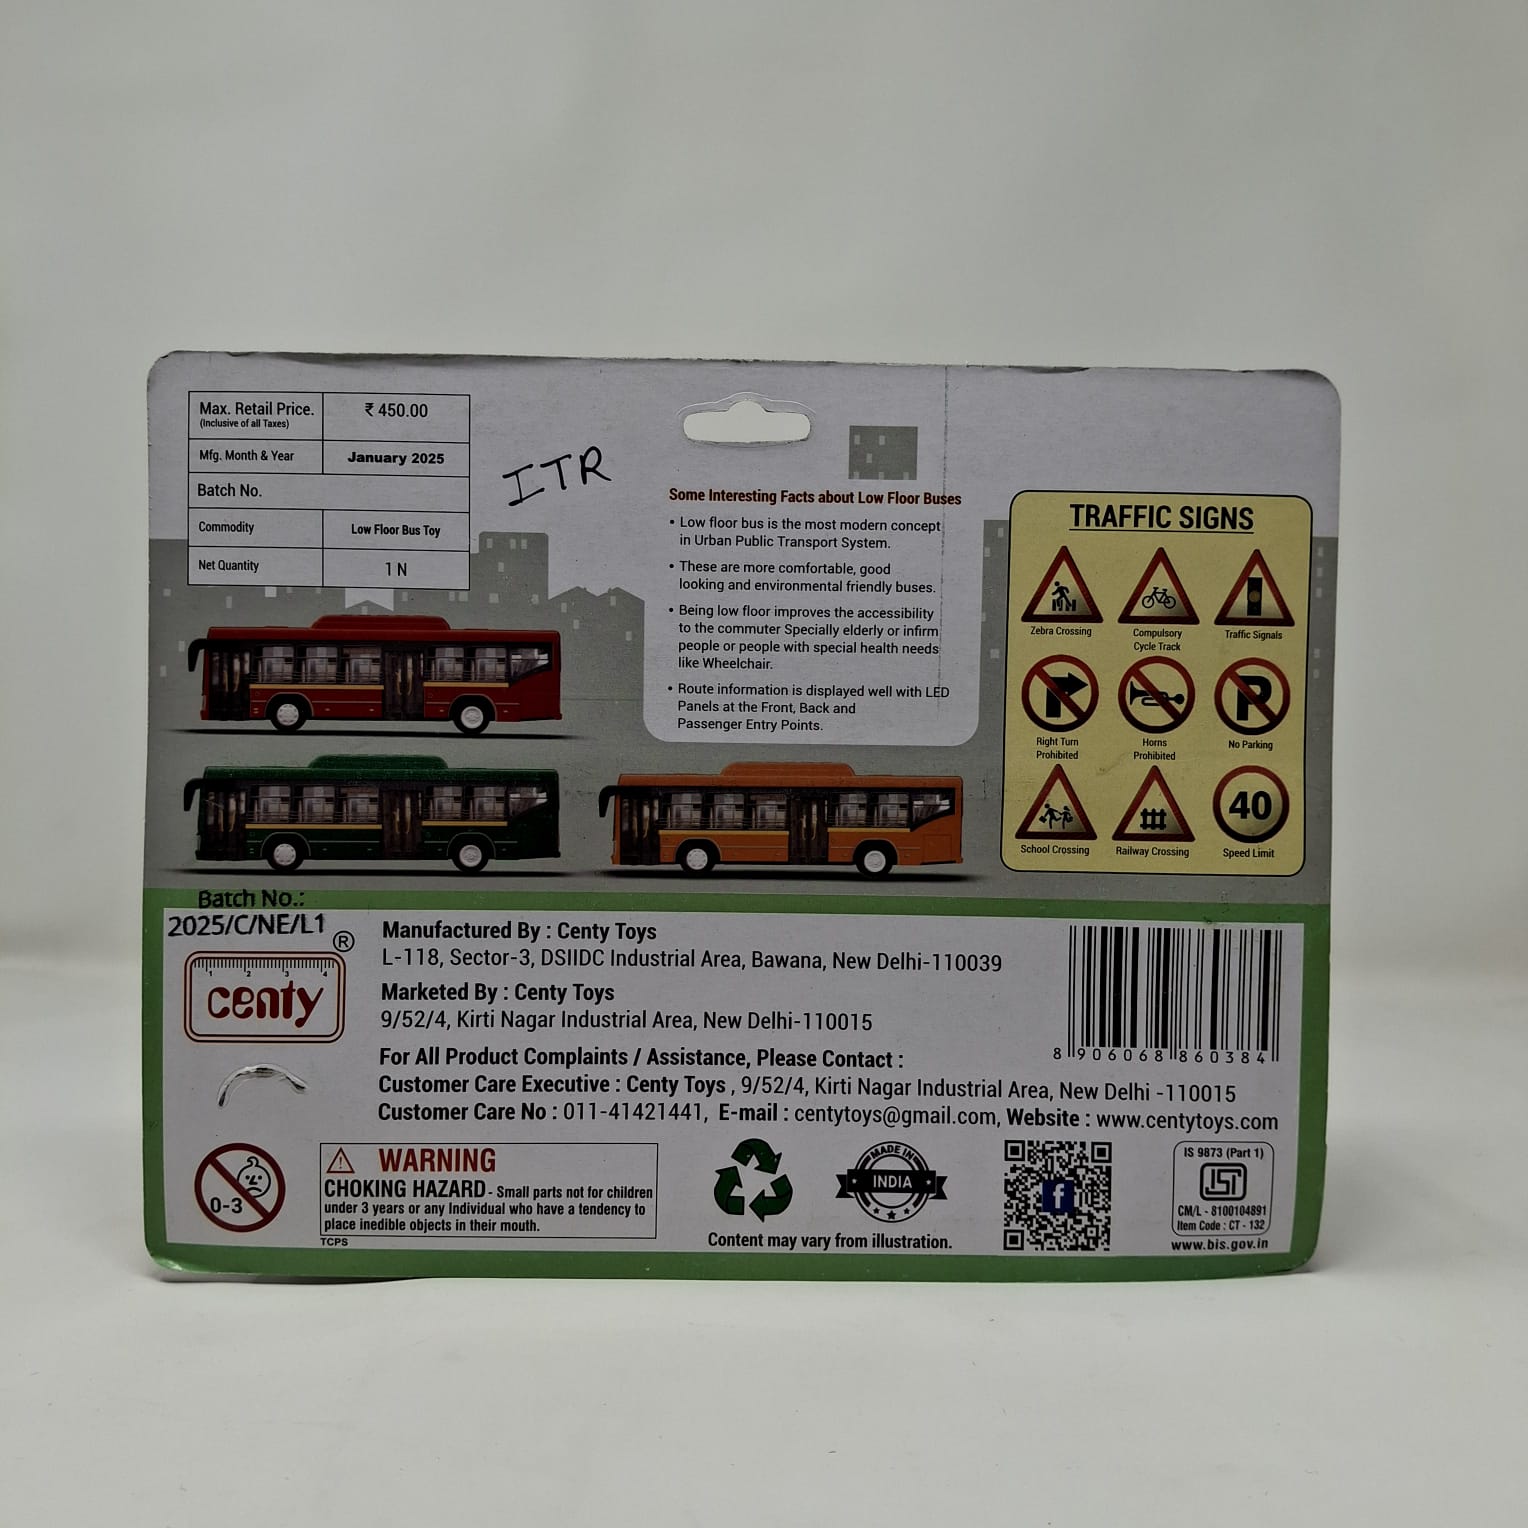 Max. Retail Price. ₹ 450.00
(Inclusive of all Taxes)
Mfg. Month & Year January 2025
Batch No.
Commodity Low Floor Bus Toy
Net Quantity 1 N
ITR
Some Interesting Facts about Low Floor Buses
• Low floor bus is the most modern concept
in Urban Public Transport System.
• These are more comfortable, good
looking and environmental friendly buses.
• Being low floor improves the accessibility
to the commuter Specially elderly or infirm
people or people with special health needs
like Wheelchair.
• Route information is displayed well with LED
Panels at the Front, Back and
Passenger Entry Points.
TRAFFIC SIGNS
Zebra Crossing
Compulsory
Cycle Track
Traffic Signals
P
Right Turn
Prohibited
Horns
Prohibited
No Parking
40
School Crossing
Railway Crossing
Speed Limit
Batch No.:
2025/C/NE/L1
®
1 2 3 4
centy
Manufactured By : Centy Toys
L-118, Sector-3, DSIIDC Industrial Area, Bawana, New Delhi-110039
Marketed By : Centy Toys
9/52/4, Kirti Nagar Industrial Area, New Delhi-110015
For All Product Complaints / Assistance, Please Contact :
Customer Care Executive : Centy Toys , 9/52/4, Kirti Nagar Industrial Area, New Delhi -110015
Customer Care No : 011-41421441, E-mail : centytoys@gmail.com, Website : www.centytoys.com
8 906068 860384
0-3
WARNING
CHOKING HAZARD - Small parts not for children
under 3 years or any Individual who have a tendency to
place inedible objects in their mouth.
TCPS
MADE IN
INDIA
Content may vary from illustration.
f
IS 9873 (Part 1)
CM/L - 8100104891
Item Code : CT - 132
www.bis.gov.in